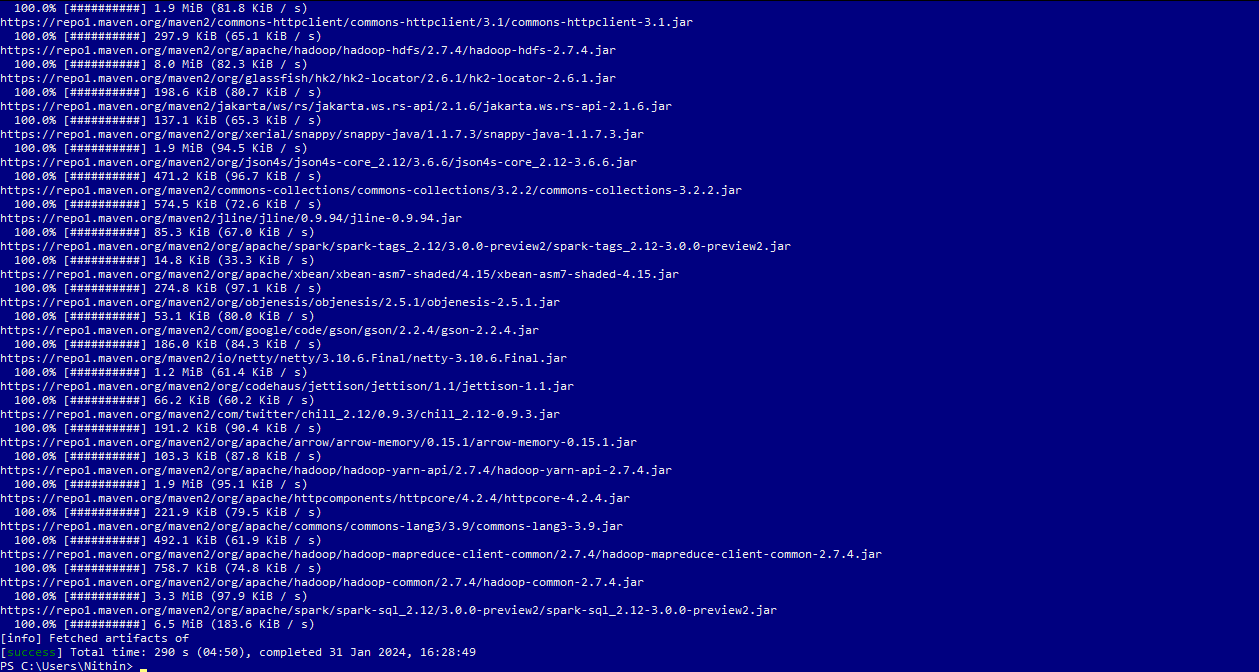 100.0% [##########] 1.9 MiB (81.8 KiB / s)
https://repo1.maven.org/maven2/commons-httpclient/commons-httpclient/3.1/commons-httpclient-3.1.jar
100.0% [##########] 297.9 KiB (65.1 KiB / s)
https://repo1.maven.org/maven2/org/apache/hadoop/hadoop-hdfs/2.7.4/hadoop-hdfs-2.7.4.jar
100.0% [##########] 8.0 MiB (82.3 KiB / s)
https://repo1.maven.org/maven2/org/glassfish/hk2/hk2-locator/2.6.1/hk2-locator-2.6.1.jar
100.0% [##########] 198.6 KiB (80.7 KiB / s)
https://repo1.maven.org/maven2/jakarta/ws/rs/jakarta.ws.rs-api/2.1.6/jakarta.ws.rs-api-2.1.6.jar
100.0% [##########] 137.1 KiB (65.3 KiB / s)
https://repo1.maven.org/maven2/org/xerial/snappy/snappy-java/1.1.7.3/snappy-java-1.1.7.3.jar
100.0% [##########] 1.9 MiB (94.5 KiB / s)
https://repo1.maven.org/maven2/org/json4s/json4s-core_2.12/3.6.6/json4s-core_2.12-3.6.6.jar
100.0% [##########] 471.2 KiB (96.7 KiB / s)
https://repo1.maven.org/maven2/commons-collections/commons-collections/3.2.2/commons-collections-3.2.2.jar
100.0% [##########] 574.5 KiB (72.6 KiB / s)
https://repo1.maven.org/maven2/jline/jline/0.9.94/jline-0.9.94.jar
100.0% [##########] 85.3 KiB (67.0 KiB / s)
https://repo1.maven.org/maven2/org/apache/spark/spark-tags_2.12/3.0.0-preview2/spark-tags_2.12-3.0.0-preview2.jar
100.0% [##########] 14.8 KiB (33.3 KiB / s)
https://repo1.maven.org/maven2/org/apache/xbean/xbean-asm7-shaded/4.15/xbean-asm7-shaded-4.15.jar
100.0% [##########] 274.8 KiB (97.1 KiB / s)
https://repo1.maven.org/maven2/org/objenesis/objenesis/2.5.1/objenesis-2.5.1.jar
100.0% [##########] 53.1 KiB (80.0 KiB / s)
https://repo1.maven.org/maven2/com/google/code/gson/gson/2.2.4/gson-2.2.4.jar
100.0% [##########] 186.0 KiB (84.3 KiB / s)
https://repo1.maven.org/maven2/io/netty/netty/3.10.6.Final/netty-3.10.6.Final.jar
100.0% [##########] 1.2 MiB (61.4 KiB / s)
https://repo1.maven.org/maven2/org/codehaus/jettison/jettison/1.1/jettison-1.1.jar
100.0% [##########] 66.2 KiB (60.2 KiB / s)
https://repo1.maven.org/maven2/com/twitter/chill_2.12/0.9.3/chill_2.12-0.9.3.jar
100.0% [##########] 191.2 KiB (90.4 KiB / s)
https://repo1.maven.org/maven2/org/apache/arrow/arrow-memory/0.15.1/arrow-memory-0.15.1.jar
100.0% [##########] 103.3 KiB (87.8 KiB / s)
https://repo1.maven.org/maven2/org/apache/hadoop/hadoop-yarn-api/2.7.4/hadoop-yarn-api-2.7.4.jar
100.0% [##########] 1.9 MiB (95.1 KiB / s)
https://repo1.maven.org/maven2/org/apache/httpcomponents/httpcore/4.2.4/httpcore-4.2.4.jar
100.0% [##########] 221.9 KiB (79.5 KiB / s)
https://repo1.maven.org/maven2/org/apache/commons/commons-lang3/3.9/commons-lang3-3.9.jar
100.0% [##########] 492.1 KiB (61.9 KiB / s)
https://repo1.maven.org/maven2/org/apache/hadoop/hadoop-mapreduce-client-common/2.7.4/hadoop-mapreduce-client-common-2.7.4.jar
100.0% [##########] 758.7 KiB (74.8 KiB / s)
https://repo1.maven.org/maven2/org/apache/hadoop/hadoop-common/2.7.4/hadoop-common-2.7.4.jar
100.0% [##########] 3.3 MiB (97.9 KiB / s)
https://repo1.maven.org/maven2/org/apache/spark/spark-sql_2.12/3.0.0-preview2/spark-sql_2.12-3.0.0-preview2.jar
100.0% [##########] 6.5 MiB (183.6 KiB / s)
[info] Fetched artifacts of
[success] Total time: 290 s (04:50), completed 31 Jan 2024, 16:28:49
PS C:\Users\Nithin>